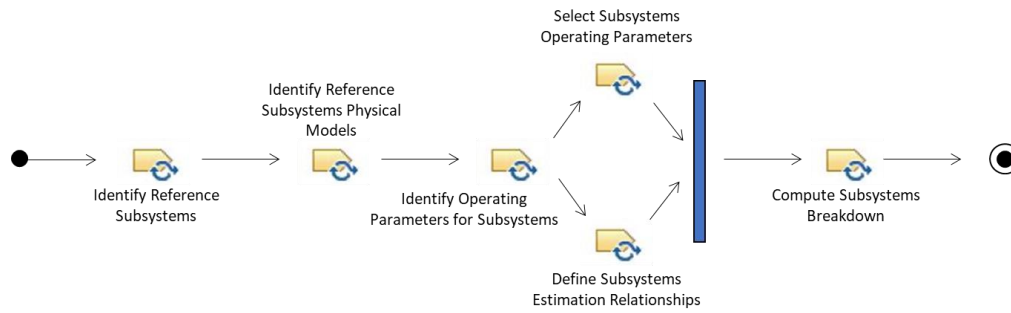 Identify Reference
Subsystems
Identify Reference
Subsystems Physical
Models
Identify Operating
Parameters for Subsystems
Select Subsystems
Operating Parameters
Define Subsystems
Estimation Relationships
Compute Subsystems
Breakdown